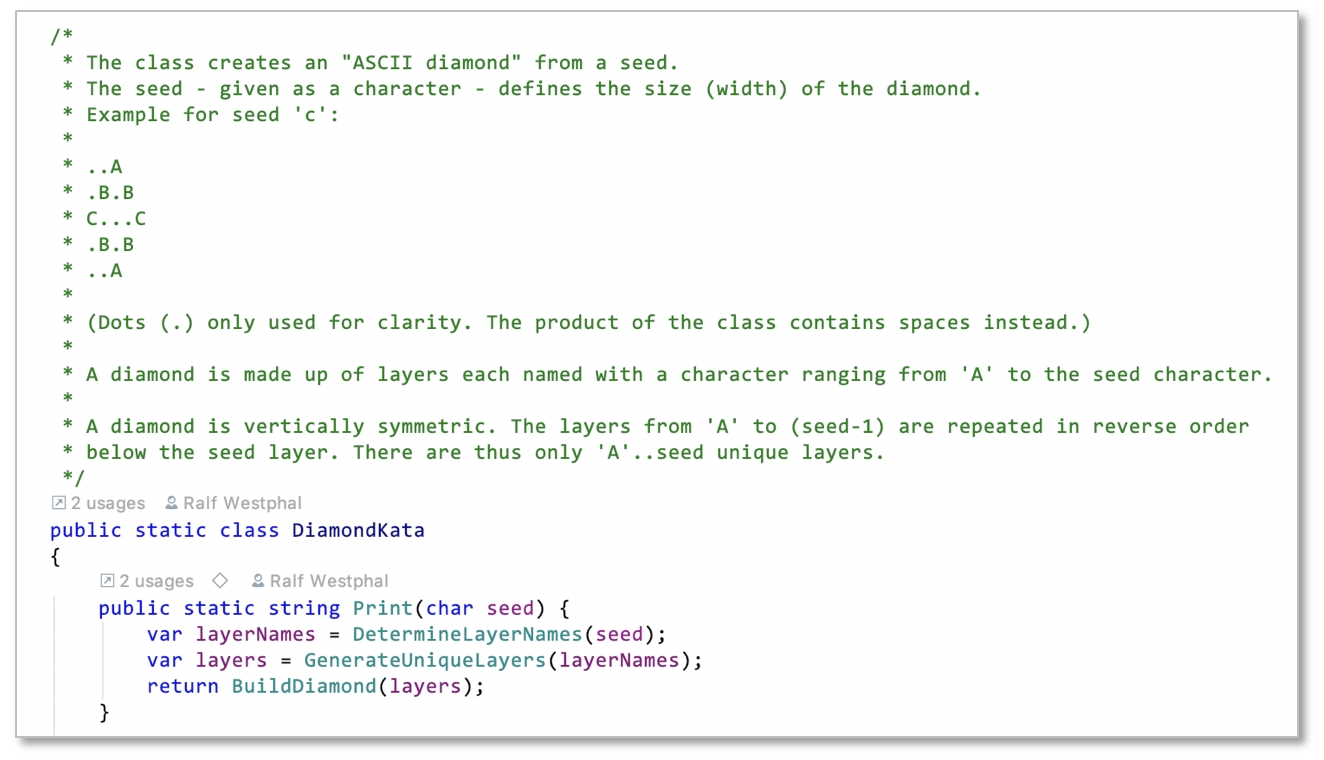 /*
 * The class creates an "ASCII diamond" from a seed.
 * The seed - given as a character - defines the size (width) of the diamond.
 * Example for seed 'c':
 *
 * ..A
 * .B.B
 * C...C
 * .B.B
 * ..A
 *
 * (Dots (.) only used for clarity. The product of the class contains spaces instead.)
 *
 * A diamond is made up of layers each named with a character ranging from 'A' to the seed character.
 *
 * A diamond is vertically symmetric. The layers from 'A' to (seed-1) are repeated in reverse order
 * below the seed layer. There are thus only 'A'..seed unique layers.
 */
2 usages Ralf Westphal
public static class DiamondKata
{
    2 usages Ralf Westphal
    public static string Print(char seed) {
        var layerNames = DetermineLayerNames(seed);
        var layers = GenerateUniqueLayers(layerNames);
        return BuildDiamond(layers);
    }